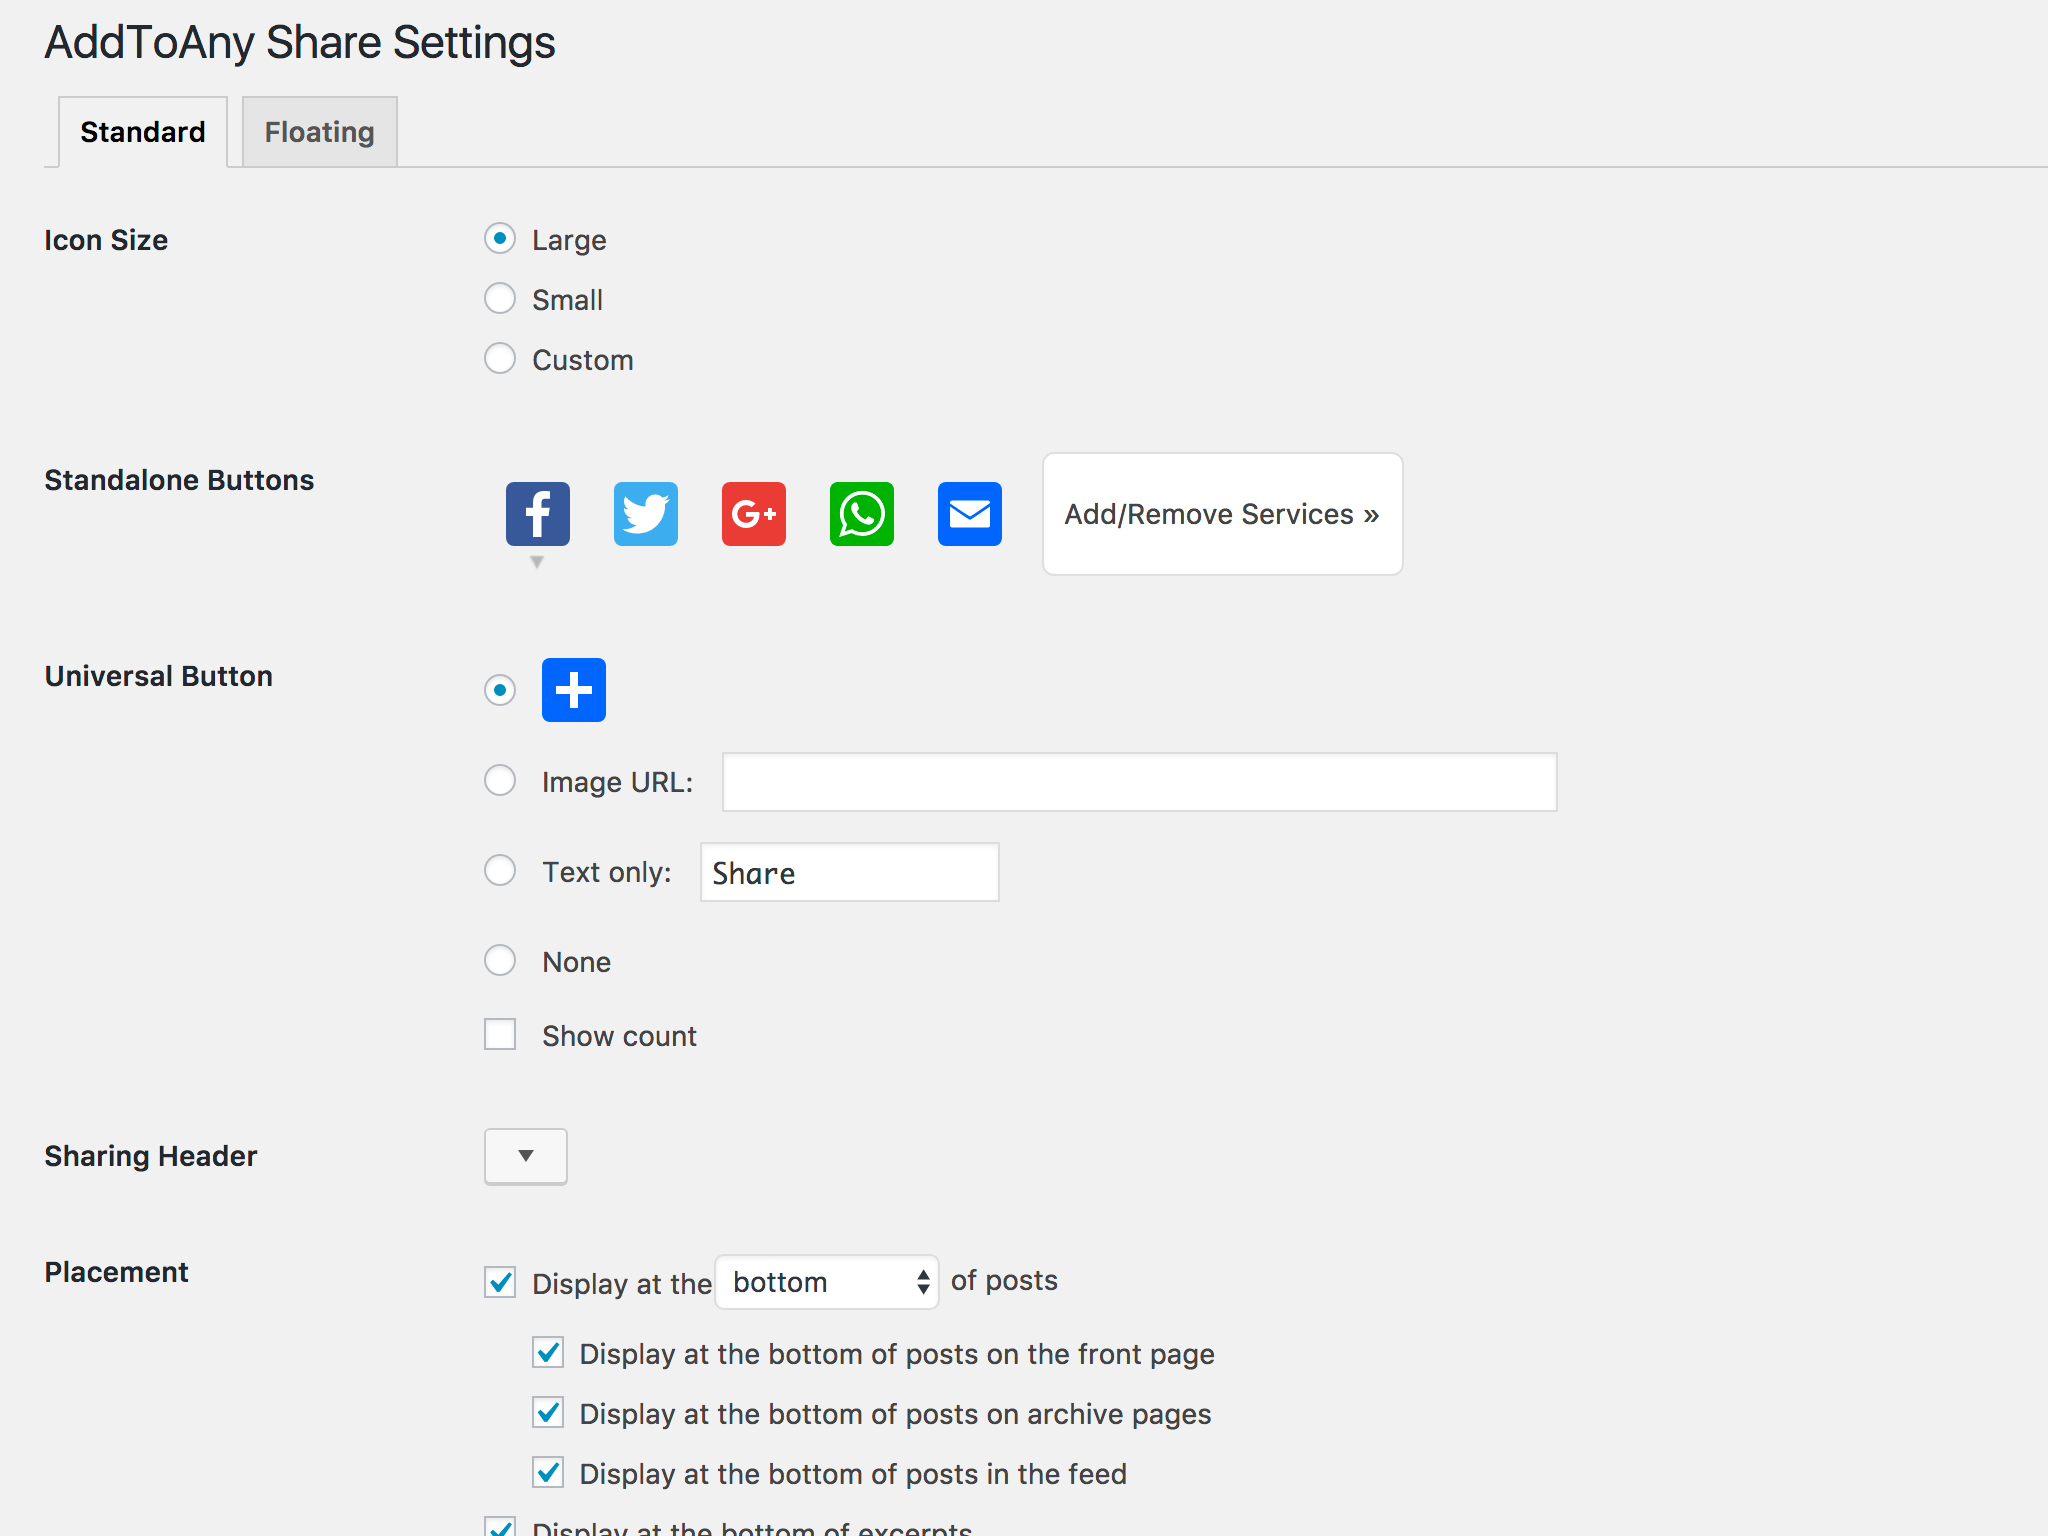 AddToAny Share Settings
Standard
Floating
Icon Size
Large
Small
Custom
Standalone Buttons
Add/Remove Services »
Universal Button
Image URL:
Text only:
Share
None
Show count
Sharing Header
Placement
Display at the bottom of posts
Display at the bottom of posts on the front page
Display at the bottom of posts on archive pages
Display at the bottom of posts in the feed
Display at the bottom of excerpts